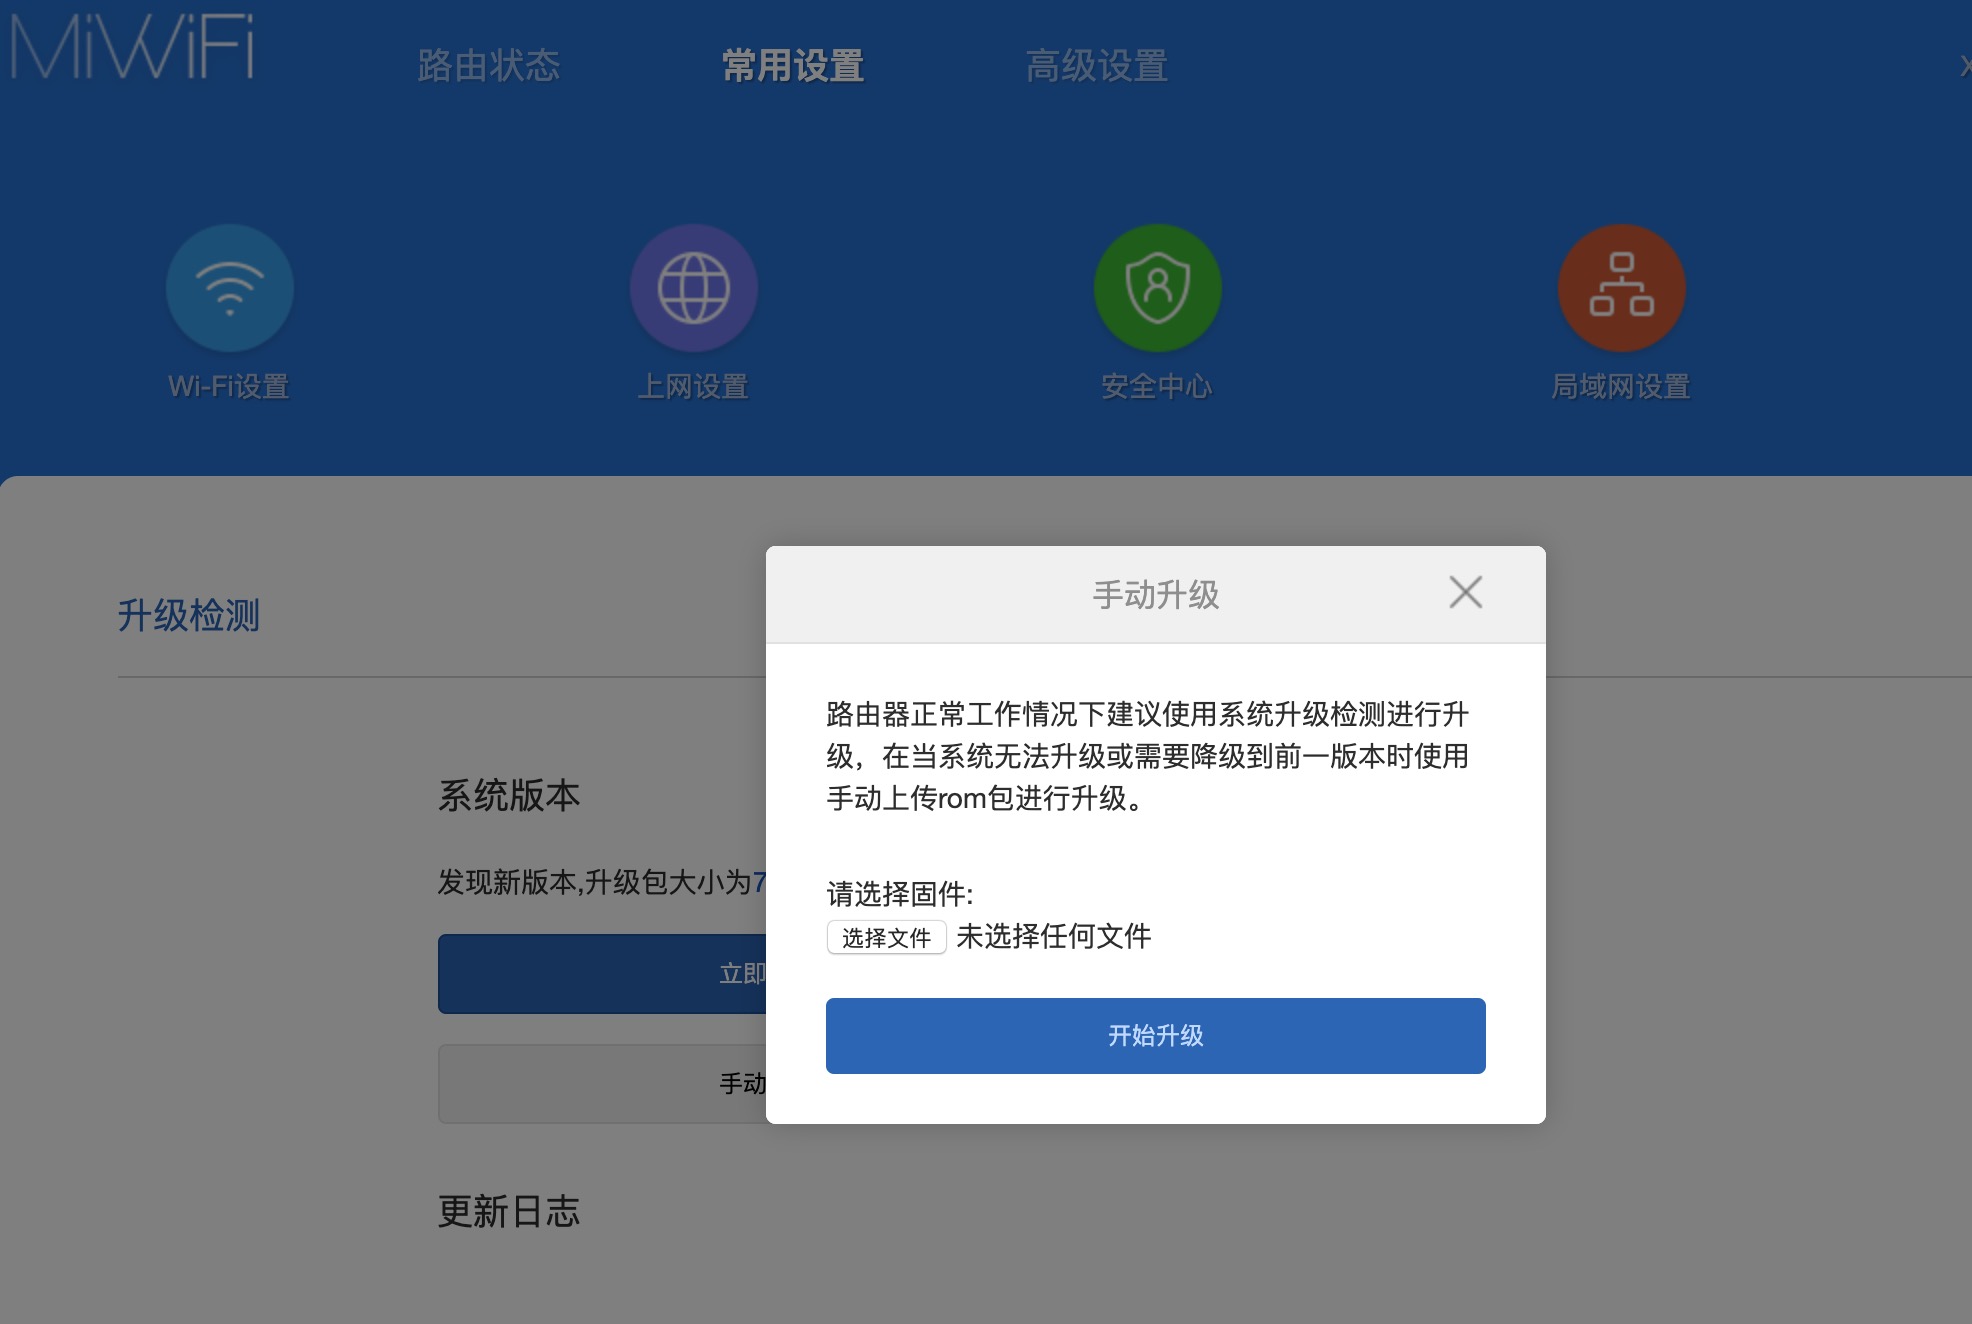 MiWiFi
路由状态
常用设置
高级设置
Wi-Fi设置
上网设置
安全中心
局域网设置
升级检测
系统版本
发现新版本,升级包大小为7
立即
手动
更新日志
手动升级
路由器正常工作情况下建议使用系统升级检测进行升
级，在当系统无法升级或需要降级到前一版本时使用
手动上传rom包进行升级。
请选择固件:
选择文件 未选择任何文件
开始升级